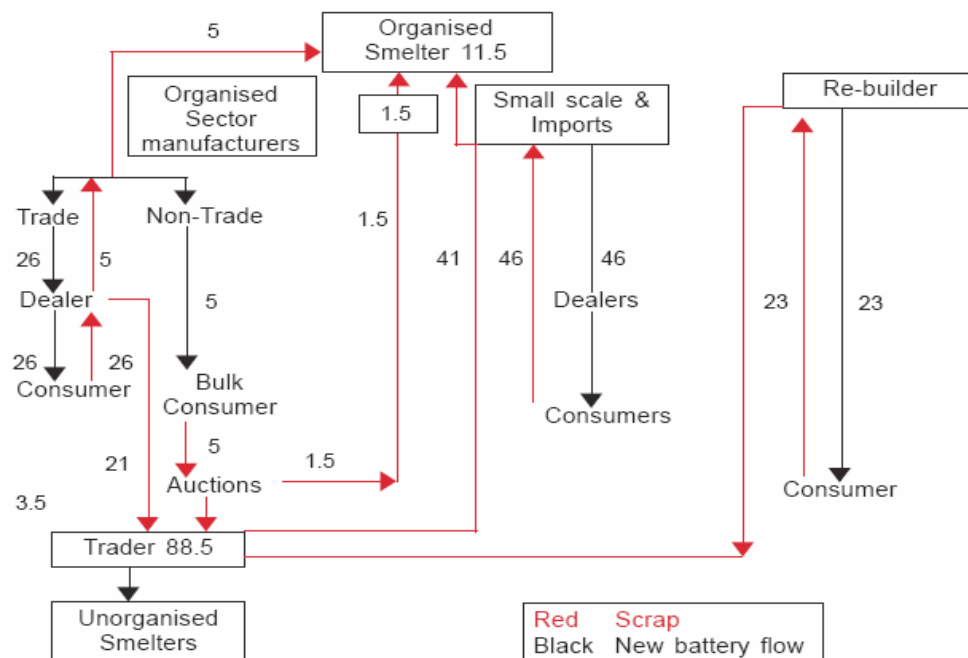 5
Organised
Smelter 11.5
Organised
Sector
manufacturers
1.5
Small scale &
Imports
Re-builder
Trade
Non-Trade
1.5
26
5
41
46
46
Dealer
5
Dealers
23
23
26
26
Consumer
Bulk
Consumer
Consumers
5
21
1.5
Auctions
Consumer
3.5
Trader 88.5
Unorganised
Smelters
Red Scrap
Black New battery flow